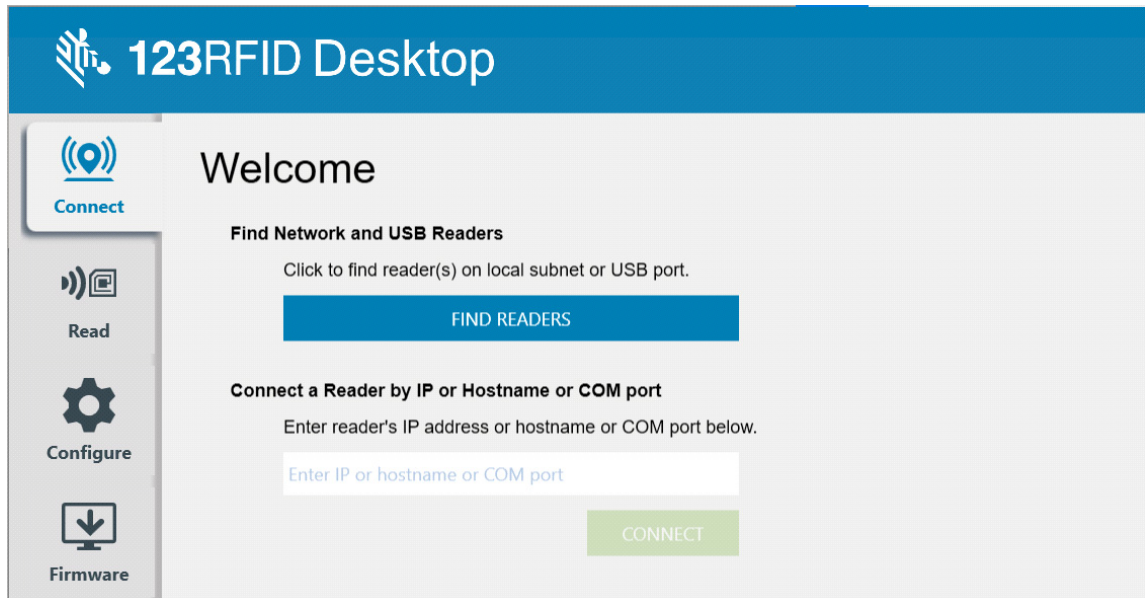 123RFID Desktop
Connect
Read
Configure
Firmware
Welcome
Find Network and USB Readers
Click to find reader(s) on local subnet or USB port.
FIND READERS
Connect a Reader by IP or Hostname or COM port
Enter reader's IP address or hostname or COM port below.
Enter IP or hostname or COM port
CONNECT